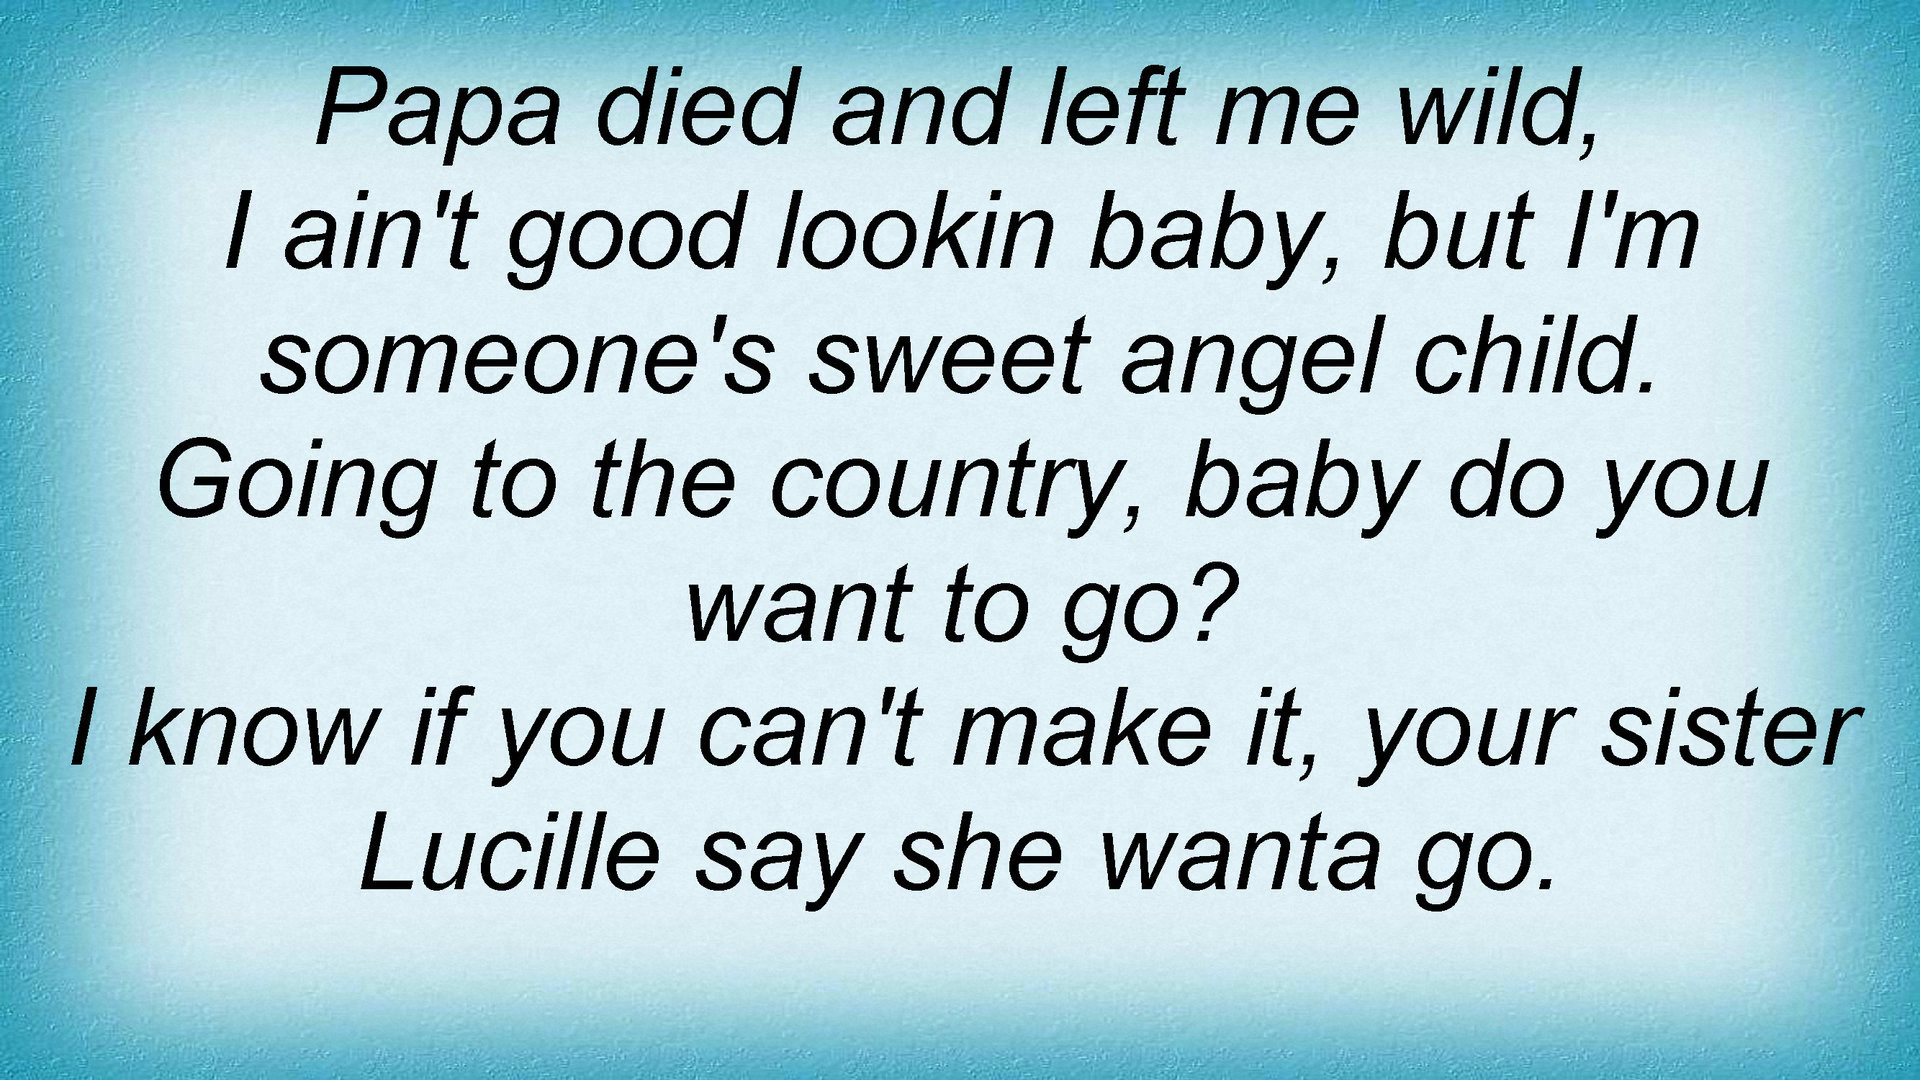 Papa died and left me wild,
I ain't good lookin baby, but I'm
someone's sweet angel child.
Going to the country, baby do you
want to go?
I know if you can't make it, your sister
Lucille say she wanta go.